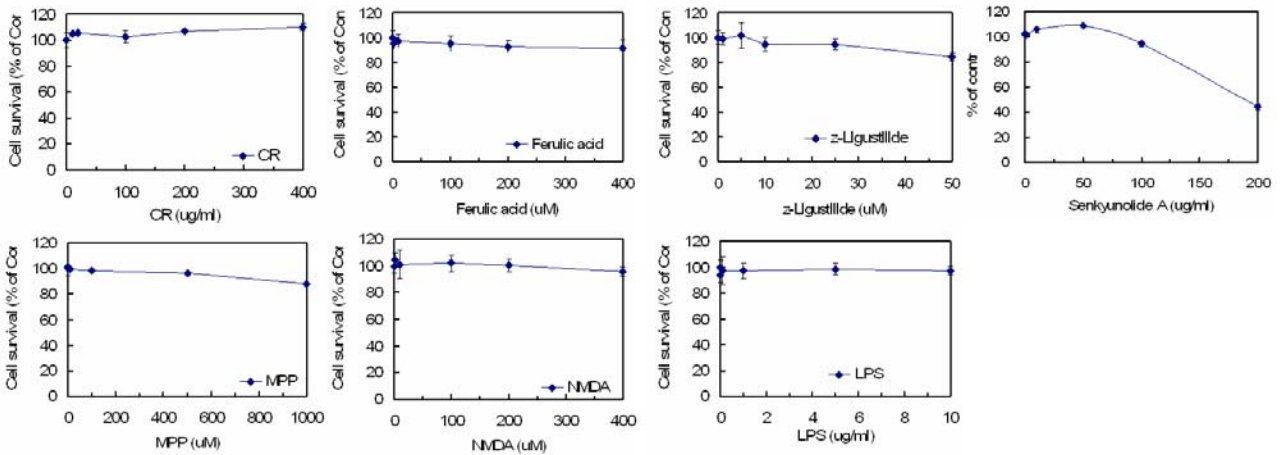 Cell survival (% of Cor
120
100
80
60
40
20
0
CR
0 100 200 300 400
CR (ug/ml)
Cell survival (% of Con
120
100
80
60
40
20
0
Ferulic acid
0 100 200 300 400
Ferulic acid (uM)
Cell survival (% of Con
120
100
80
60
40
20
0
z-Ligustilide
0 10 20 30 40 50
z-Ligustilide (uM)
% of contr
120
100
80
60
40
20
0
0 50 100 150 200
Senkyunolide A (ug/ml)
Cell survival (% of Cor
120
100
80
60
40
20
0
MPP
0 200 400 600 800 1000
MPP (uM)
Cell survival (% of Cor
120
100
80
60
40
20
0
NMDA
0 100 200 300 400
NMDA (uM)
Cell survival (% of Cor
120
100
80
60
40
20
0
LPS
0 2 4 6 8 10
LPS (ug/ml)